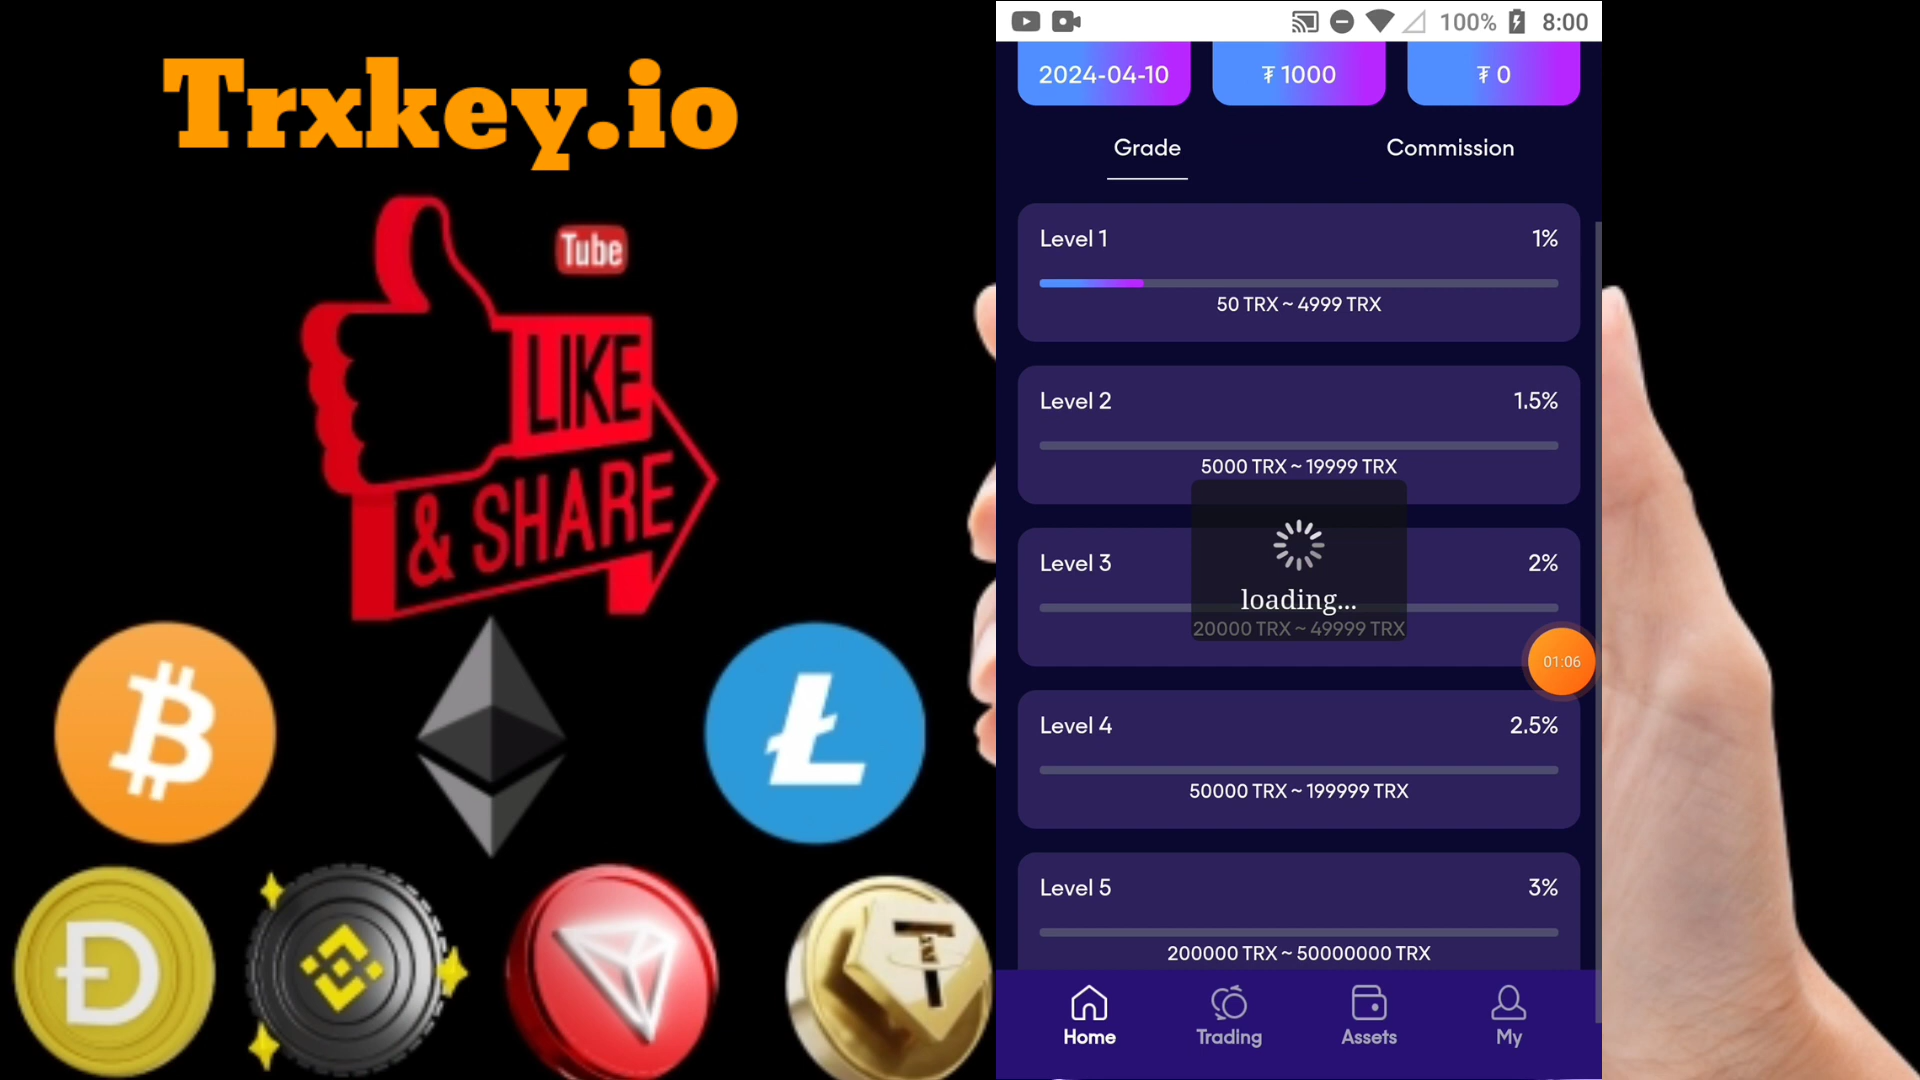 Trxkey.io
Tube
LIKE
& SHARE
100% 8:00
2024-04-10
₮ 1000
₮ 0
Grade
Commission
Level 1
1%
50 TRX ~ 4999 TRX
Level 2
1.5%
5000 TRX ~ 19999 TRX
Level 3
2%
loading...
20000 TRX ~ 49999 TRX
01:06
Level 4
2.5%
50000 TRX ~ 199999 TRX
Level 5
3%
200000 TRX ~ 50000000 TRX
Home
Trading
Assets
My